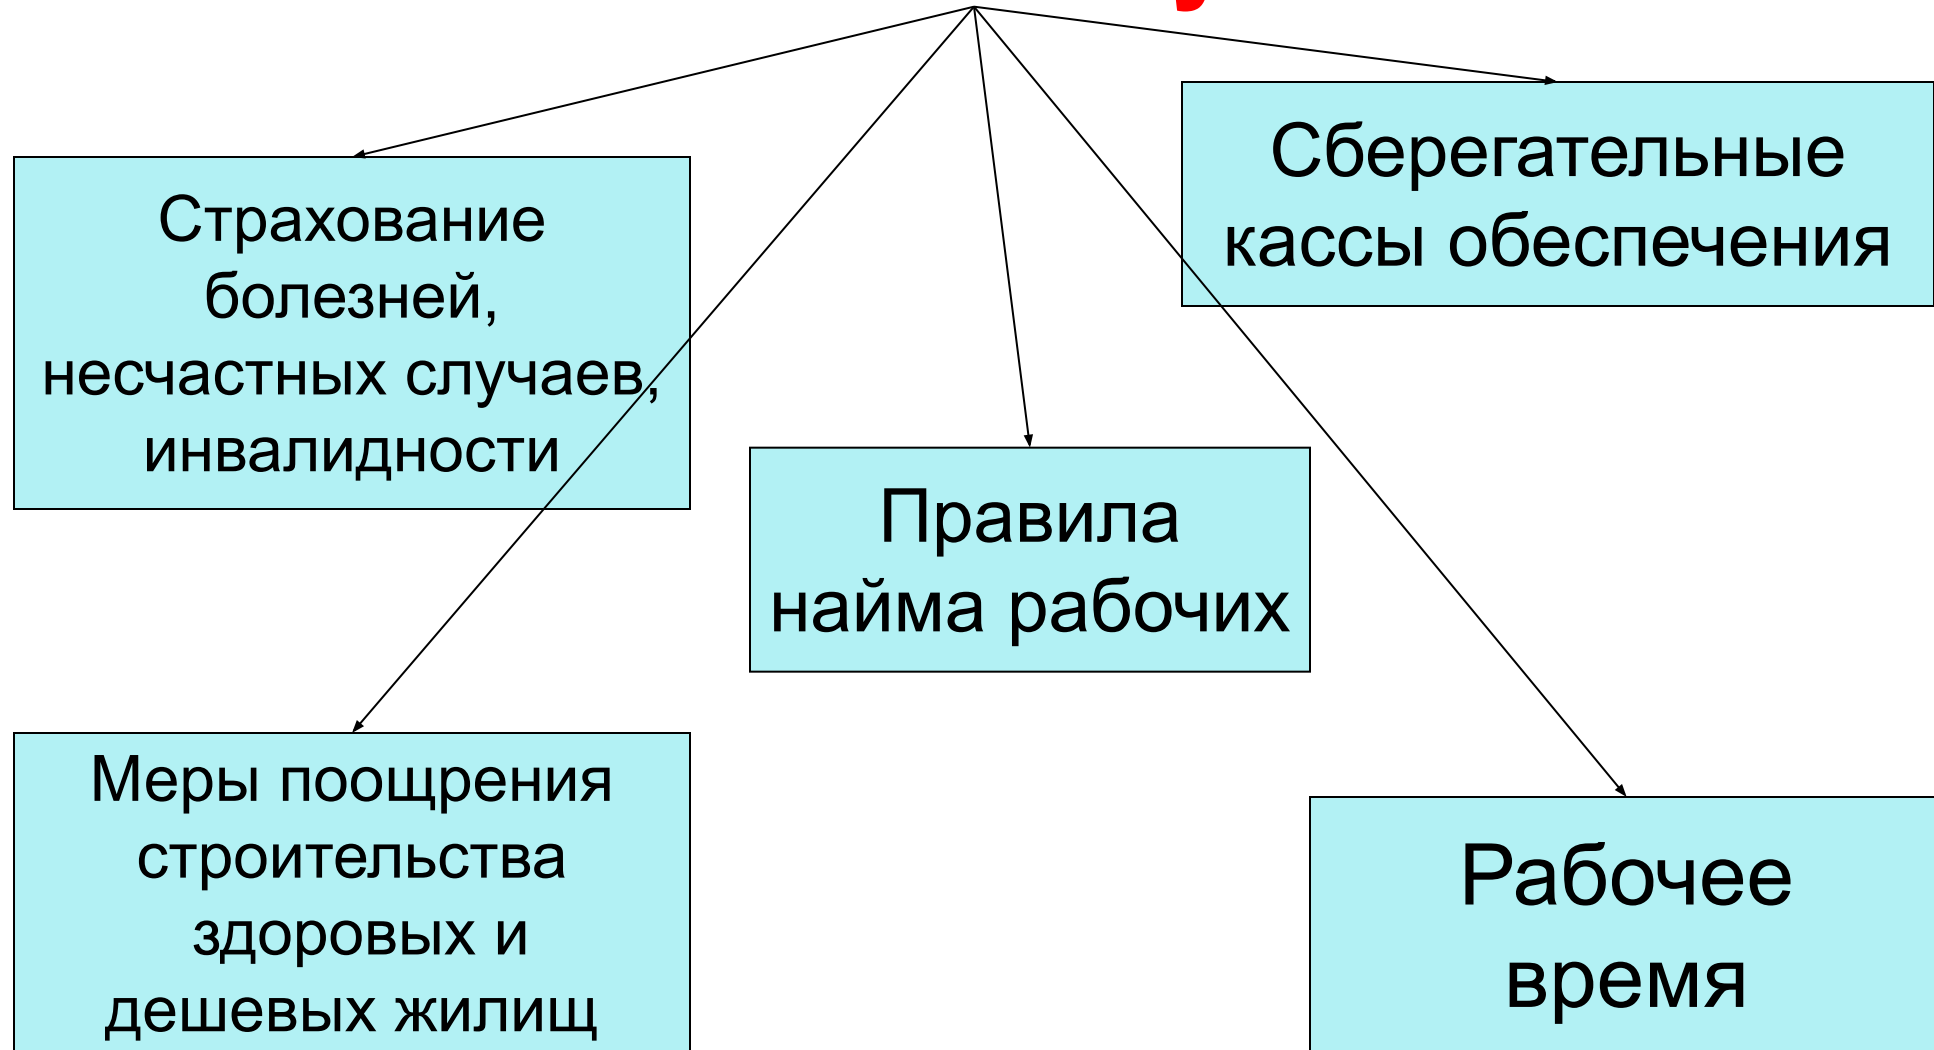 Сберегательные
кассы обеспечения
Страхование
болезней,
несчастных случаев,
инвалидности
Правила
найма рабочих
Меры поощрения
строительства
здоровых и
дешевых жилищ
Рабочее
время